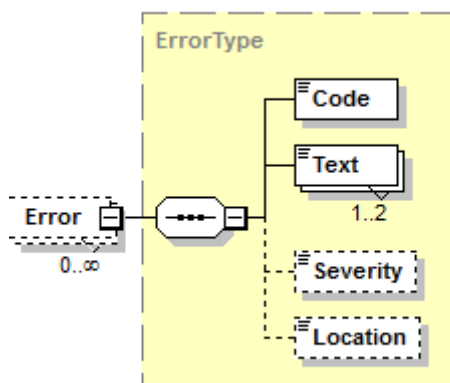 ErrorType
Code
Text
1..2
Error
0..∞
Severity
Location